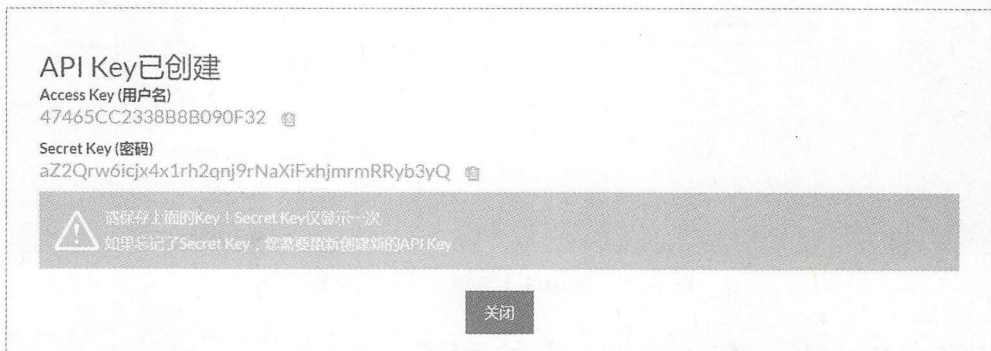 API Key已创建
Access Key (用户名)
47465CC2338B8B090F32
Secret Key (密码)
aZ2Qrw6icjx4x1rh2qnj9rNaXiFxhjmrmRRyb3yQ
请保存上面的Key！Secret Key仅显示一次
如果忘记了Secret Key，您需要重新创建新的API Key
关闭